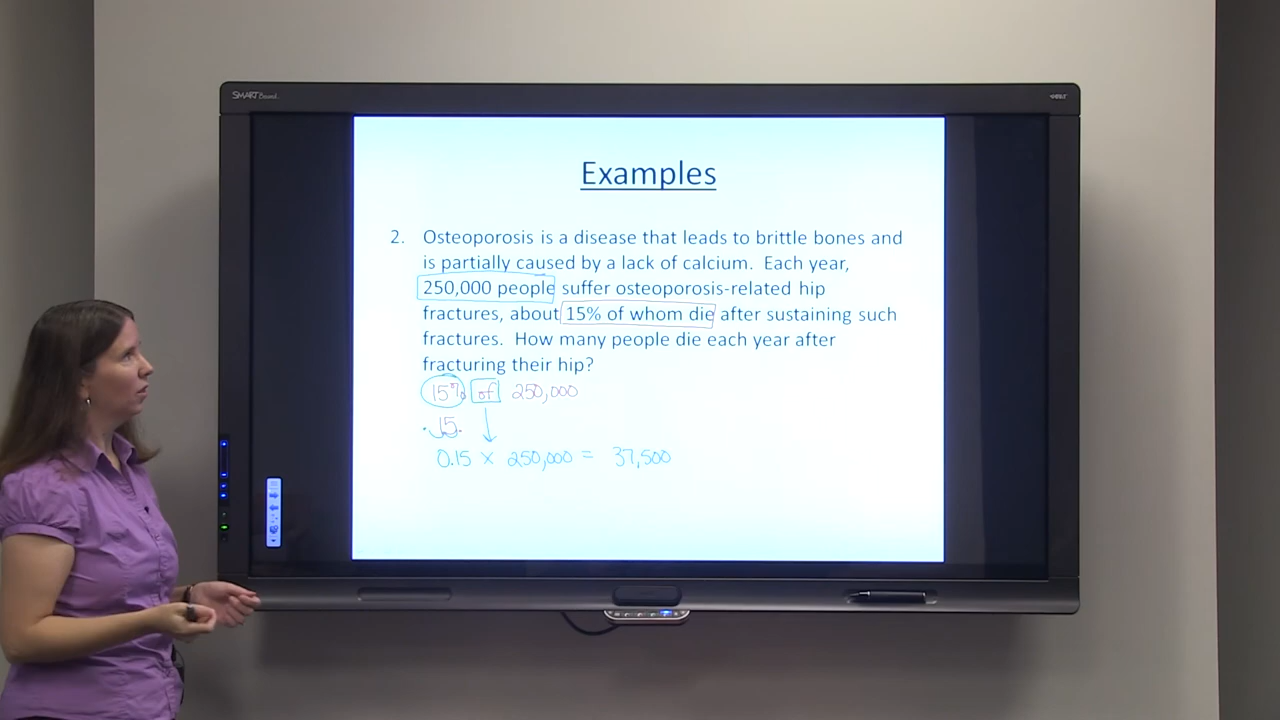 SMART Board
Examples
2. Osteoporosis is a disease that leads to brittle bones and
is partially caused by a lack of calcium. Each year,
250,000 people suffer osteoporosis-related hip
fractures, about 15% of whom die after sustaining such
fractures. How many people die each year after
fracturing their hip?
15% of 250,000
.15.
0.15 × 250,000 = 37,500